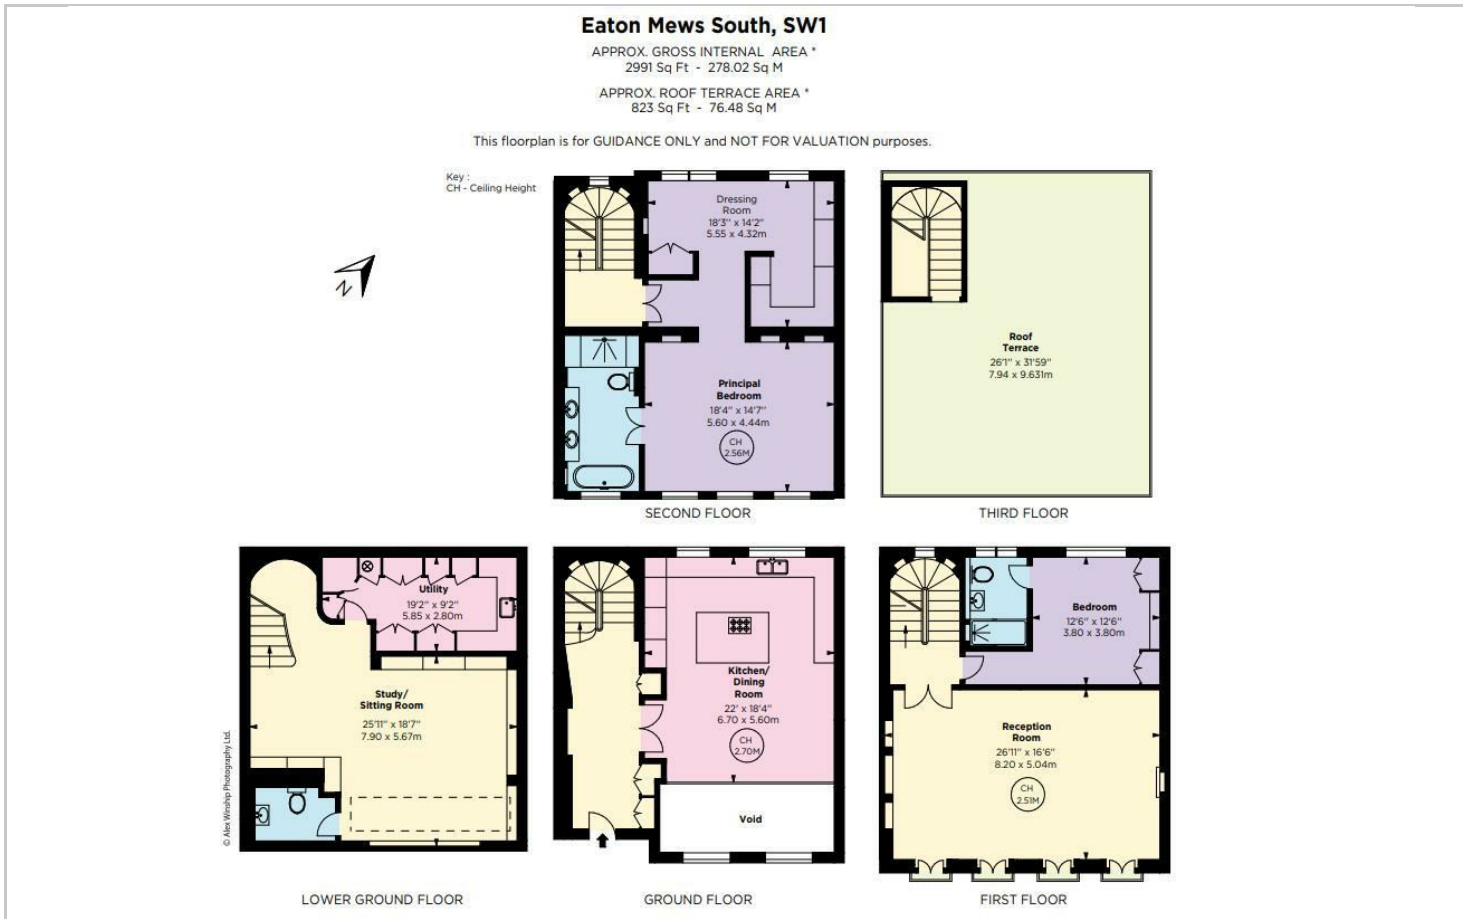 Eaton Mews South, SW1
APPROX. GROSS INTERNAL AREA *
2991 Sq Ft - 278.02 Sq M
APPROX. ROOF TERRACE AREA *
823 Sq Ft - 76.48 Sq M
This floorplan is for GUIDANCE ONLY and NOT FOR VALUATION purposes.
Key :
CH - Ceiling Height
N
Dressing
Room
18'3" x 14'2"
5.55 x 4.32m
Principal
Bedroom
18'4" x 14'7"
5.60 x 4.44m
CH
2.56M
SECOND FLOOR
Roof
Terrace
26'1" x 31'59"
7.94 x 9.631m
THIRD FLOOR
Utility
19'2" x 9'2"
5.85 x 2.80m
Study/
Sitting Room
25'11" x 18'7"
7.90 x 5.67m
© Alex Winship Photography Ltd.
LOWER GROUND FLOOR
Kitchen/
Dining
Room
22' x 18'4"
6.70 x 5.60m
CH
2.70M
Void
GROUND FLOOR
Bedroom
12'6" x 12'6"
3.80 x 3.80m
Reception
Room
26'11" x 16'6"
8.20 x 5.04m
CH
2.51M
FIRST FLOOR